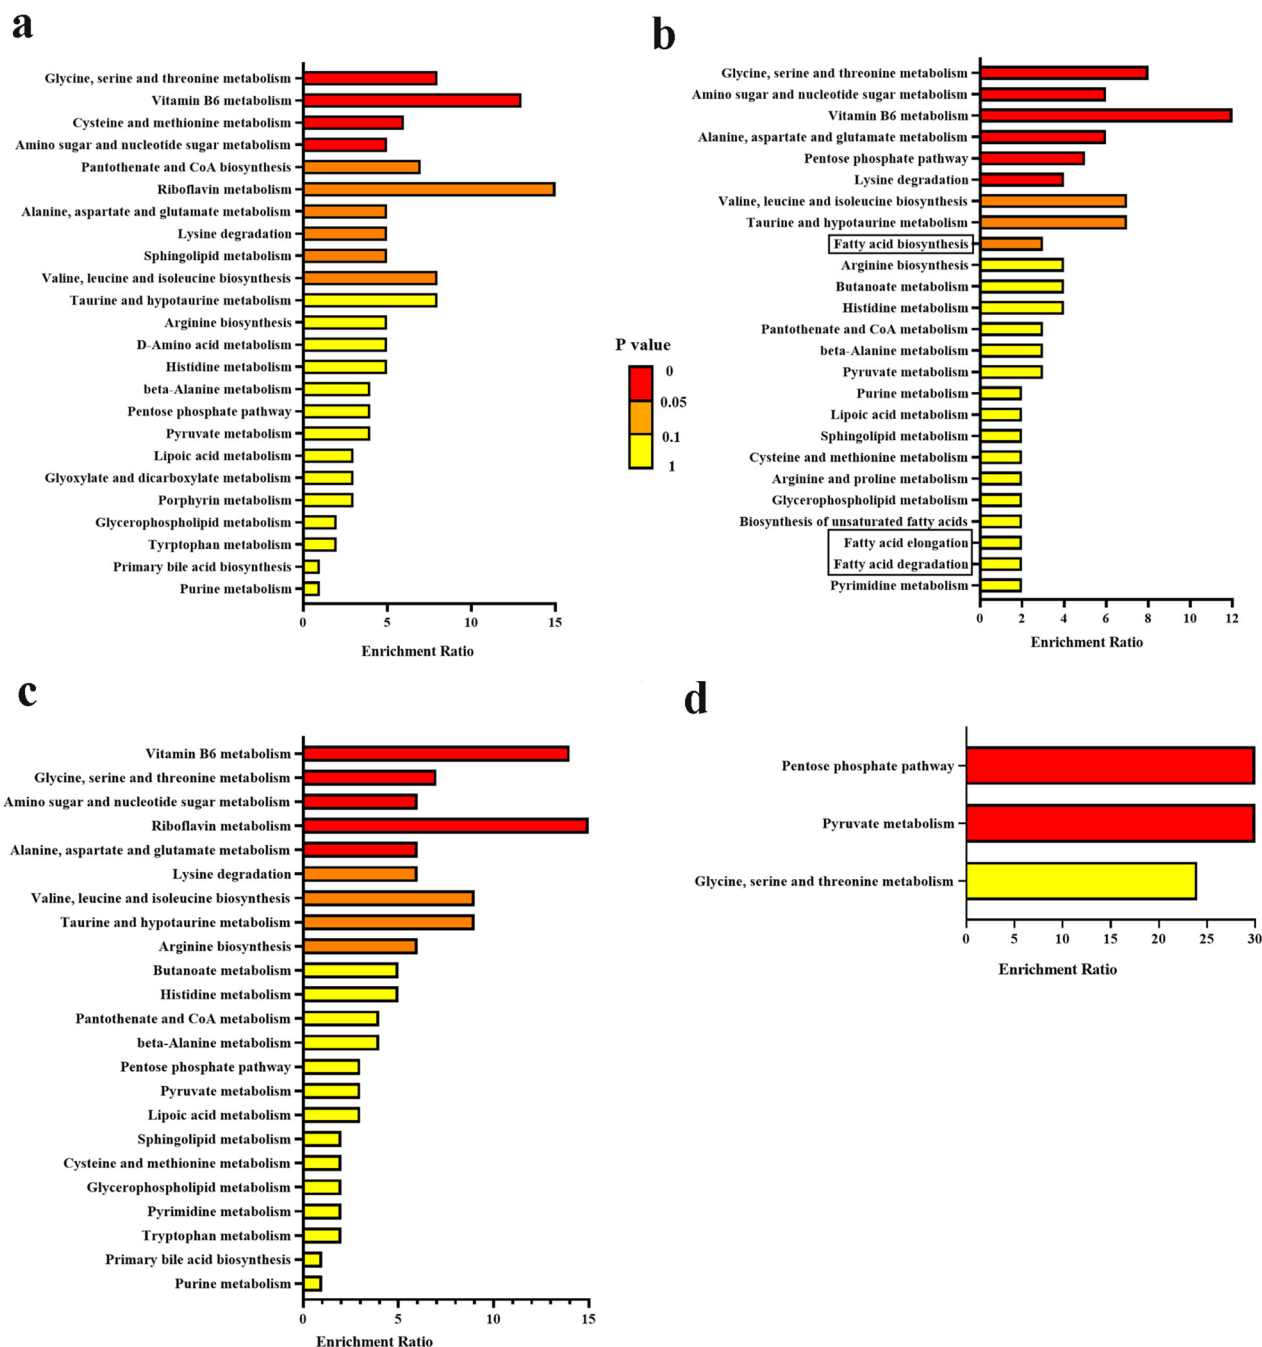 a
Glycine, serine and threonine metabolism
Vitamin B6 metabolism
Cysteine and methionine metabolism
Amino sugar and nucleotide sugar metabolism
Pantothenate and CoA biosynthesis
Riboflavin metabolism
Alanine, aspartate and glutamate metabolism
Lysine degradation
Sphingolipid metabolism
Valine, leucine and isoleucine biosynthesis
Taurine and hypotaurine metabolism
Arginine biosynthesis
D-Amino acid metabolism
Histidine metabolism
beta-Alanine metabolism
Pentose phosphate pathway
Pyruvate metabolism
Lipoic acid metabolism
Glyoxylate and dicarboxylate metabolism
Porphyrin metabolism
Glycerophospholipid metabolism
Tyrptophan metabolism
Primary bile acid biosynthesis
Purine metabolism
0 5 10 15
Enrichment Ratio
P value
0
0.05
0.1
1
b
Glycine, serine and threonine metabolism
Amino sugar and nucleotide sugar metabolism
Vitamin B6 metabolism
Alanine, aspartate and glutamate metabolism
Pentose phosphate pathway
Lysine degradation
Valine, leucine and isoleucine biosynthesis
Taurine and hypotaurine metabolism
Fatty acid biosynthesis
Arginine biosynthesis
Butanoate metabolism
Histidine metabolism
Pantothenate and CoA metabolism
beta-Alanine metabolism
Pyruvate metabolism
Purine metabolism
Lipoic acid metabolism
Sphingolipid metabolism
Cysteine and methionine metabolism
Arginine and proline metabolism
Glycerophospholipid metabolism
Biosynthesis of unsaturated fatty acids
Fatty acid elongation
Fatty acid degradation
Pyrimidine metabolism
0 2 4 6 8 10 12
Enrichment Ratio
c
Vitamin B6 metabolism
Glycine, serine and threonine metabolism
Amino sugar and nucleotide sugar metabolism
Riboflavin metabolism
Alanine, aspartate and glutamate metabolism
Lysine degradation
Valine, leucine and isoleucine biosynthesis
Taurine and hypotaurine metabolism
Arginine biosynthesis
Butanoate metabolism
Histidine metabolism
Pantothenate and CoA metabolism
beta-Alanine metabolism
Pentose phosphate pathway
Pyruvate metabolism
Lipoic acid metabolism
Sphingolipid metabolism
Cysteine and methionine metabolism
Glycerophospholipid metabolism
Pyrimidine metabolism
Tryptophan metabolism
Primary bile acid biosynthesis
Purine metabolism
0 5 10 15
Enrichment Ratio
d
Pentose phosphate pathway
Pyruvate metabolism
Glycine, serine and threonine metabolism
0 5 10 15 20 25 30
Enrichment Ratio